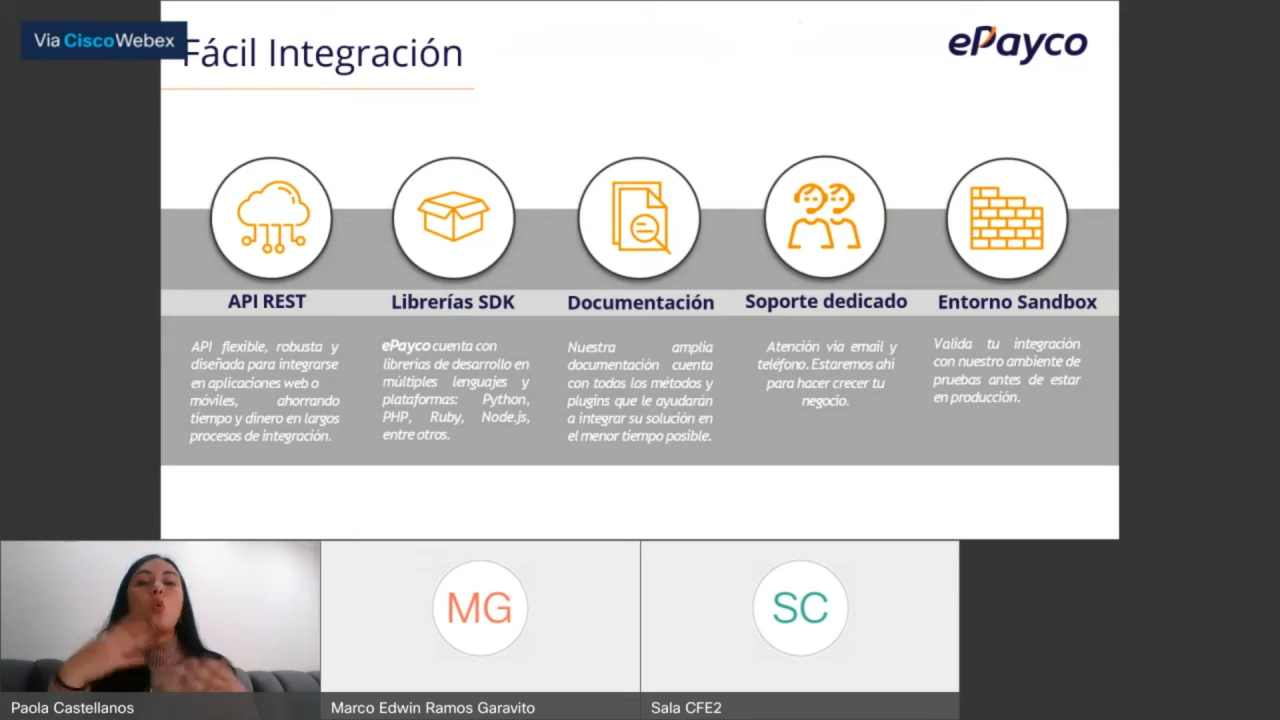 Via CiscoWebex
Fácil Integración
ePayco
API REST
Librerías SDK
Documentación
Soporte dedicado
Entorno Sandbox
API flexible, robusta y
diseñada para integrarse
en aplicaciones web o
móviles, ahorrando
tiempo y dinero en largos
procesos de integración.
ePayco cuenta con
librerias de desarrollo en
múltiples lenguajes y
plataformas: Python,
PHP, Ruby, Node.js,
entre otros.
Nuestra amplia
documentación cuenta
con todos los métodos y
plugins que le ayudarán
a integrar su solución en
el menor tiempo posible.
Atención via email y
teléfono. Estaremos ahí
para hacer crecer tu
negocio.
Valida tu integración
con nuestro ambiente de
pruebas antes de estar
en producción.
MG
SC
Paola Castellanos
Marco Edwin Ramos Garavito
Sala CFE2